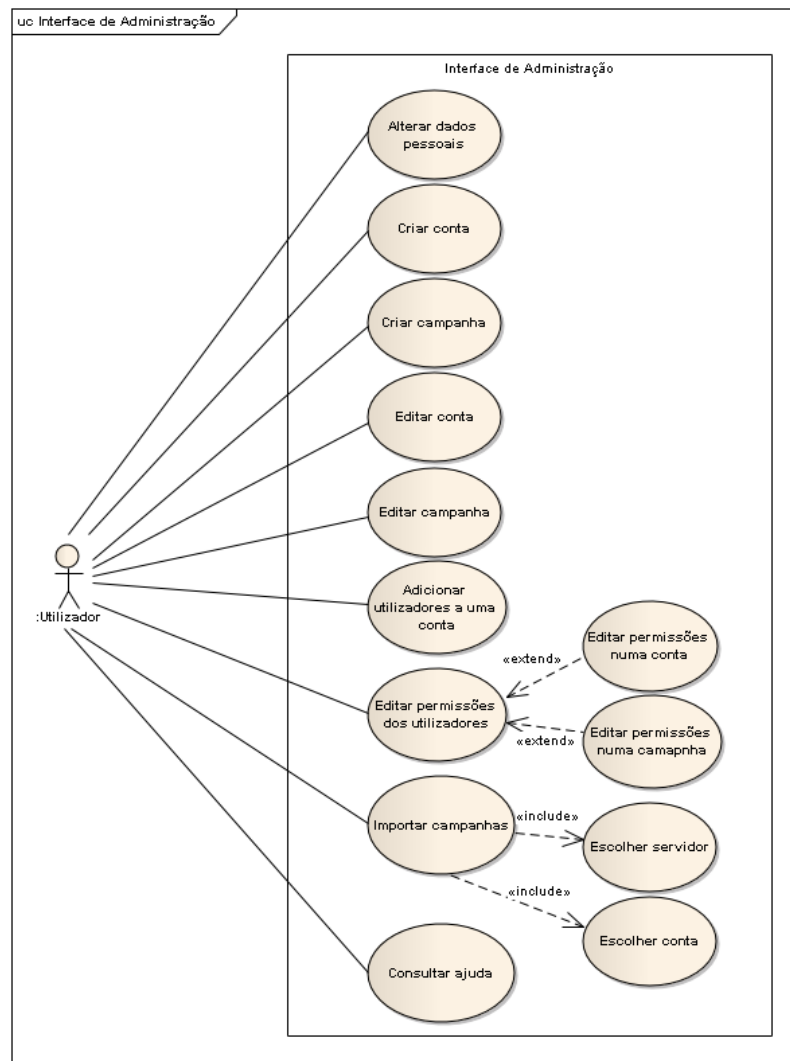 uc Interface de Administração
Interface de Administração
Alterar dados
pessoais
Criar conta
Criar campanha
Editar conta
Editar campanha
Adicionar
utilizadores a uma
conta
:Utilizador
Editar permissões
numa conta
«extend»
Editar permissões
dos utilizadores
«extend»
Editar permissões
numa camapnha
Importar campanhas
«include»
Escolher servidor
«include»
Escolher conta
Consultar ajuda